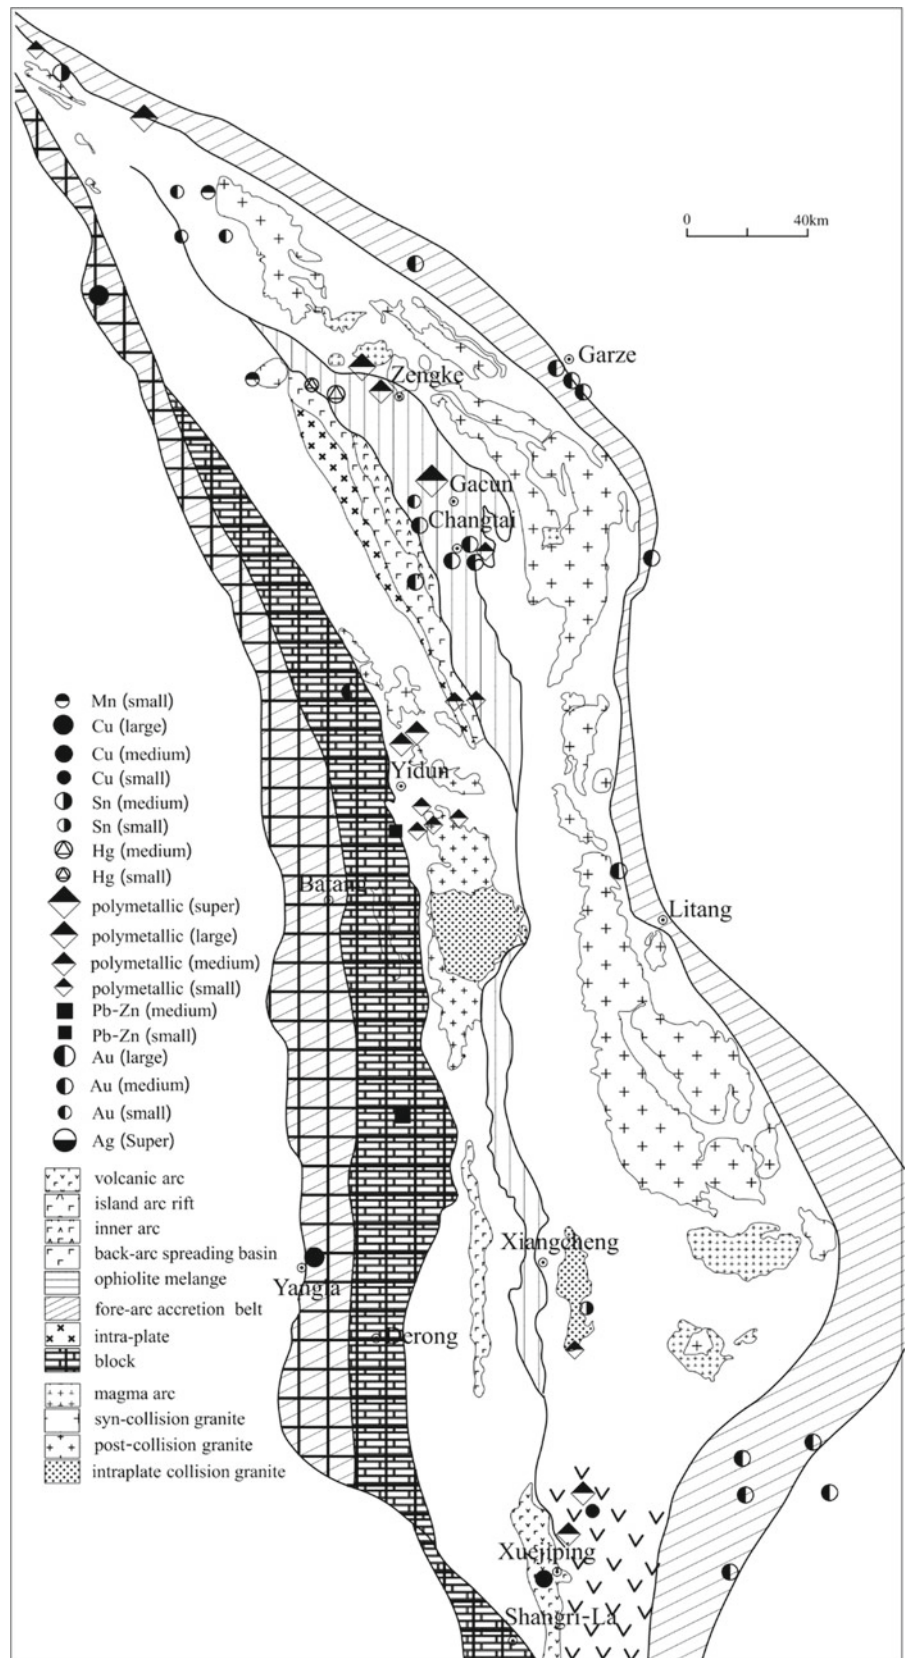 0 40km
Garze
Zengke
Gacun
Changtai
Yidun
Batang
Litang
Xiangcheng
Yangla
Derong
Xuejiping
Shangri-La
Mn (small)
Cu (large)
Cu (medium)
Cu (small)
Sn (medium)
Sn (small)
Hg (medium)
Hg (small)
polymetallic (super)
polymetallic (large)
polymetallic (medium)
polymetallic (small)
Pb-Zn (medium)
Pb-Zn (small)
Au (large)
Au (medium)
Au (small)
Ag (Super)
volcanic arc
island arc rift
inner arc
back-arc spreading basin
ophiolite melange
fore-arc accretion belt
intra-plate
block
magma arc
syn-collision granite
post-collision granite
intraplate collision granite